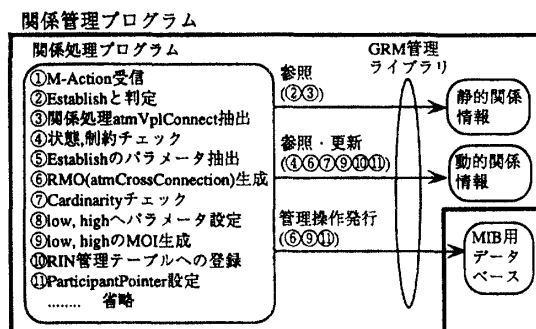 関係管理プログラム
関係処理プログラム
①M-Action受信
②Establishと判定
③関係処理atmVplConnect抽出
④状態,制約チェック
⑤Establishのパラメータ抽出
⑥RMO(atmCrossConnection)生成
⑦Cardinarityチェック
⑧low, highへパラメータ設定
⑨low, highのMOI生成
⑩RIN管理テーブルへの登録
⑪ParticipantPointer設定
........ 省略
GRM管理
ライブラリ
参照
(②③)
静的関係
情報
参照・更新
(④⑥⑦⑨⑩⑪)
動的関係
情報
管理操作発行
(⑥⑨⑪)
MIB用
データ
ベース